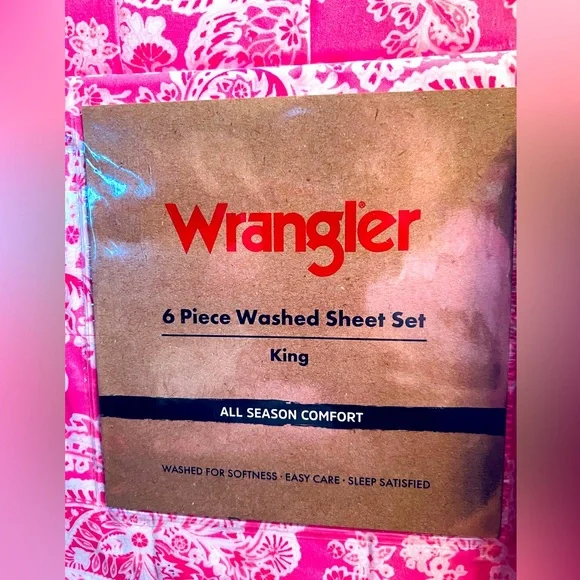 Wrangler®
6 Piece Washed Sheet Set
King
ALL SEASON COMFORT
WASHED FOR SOFTNESS · EASY CARE · SLEEP SATISFIED